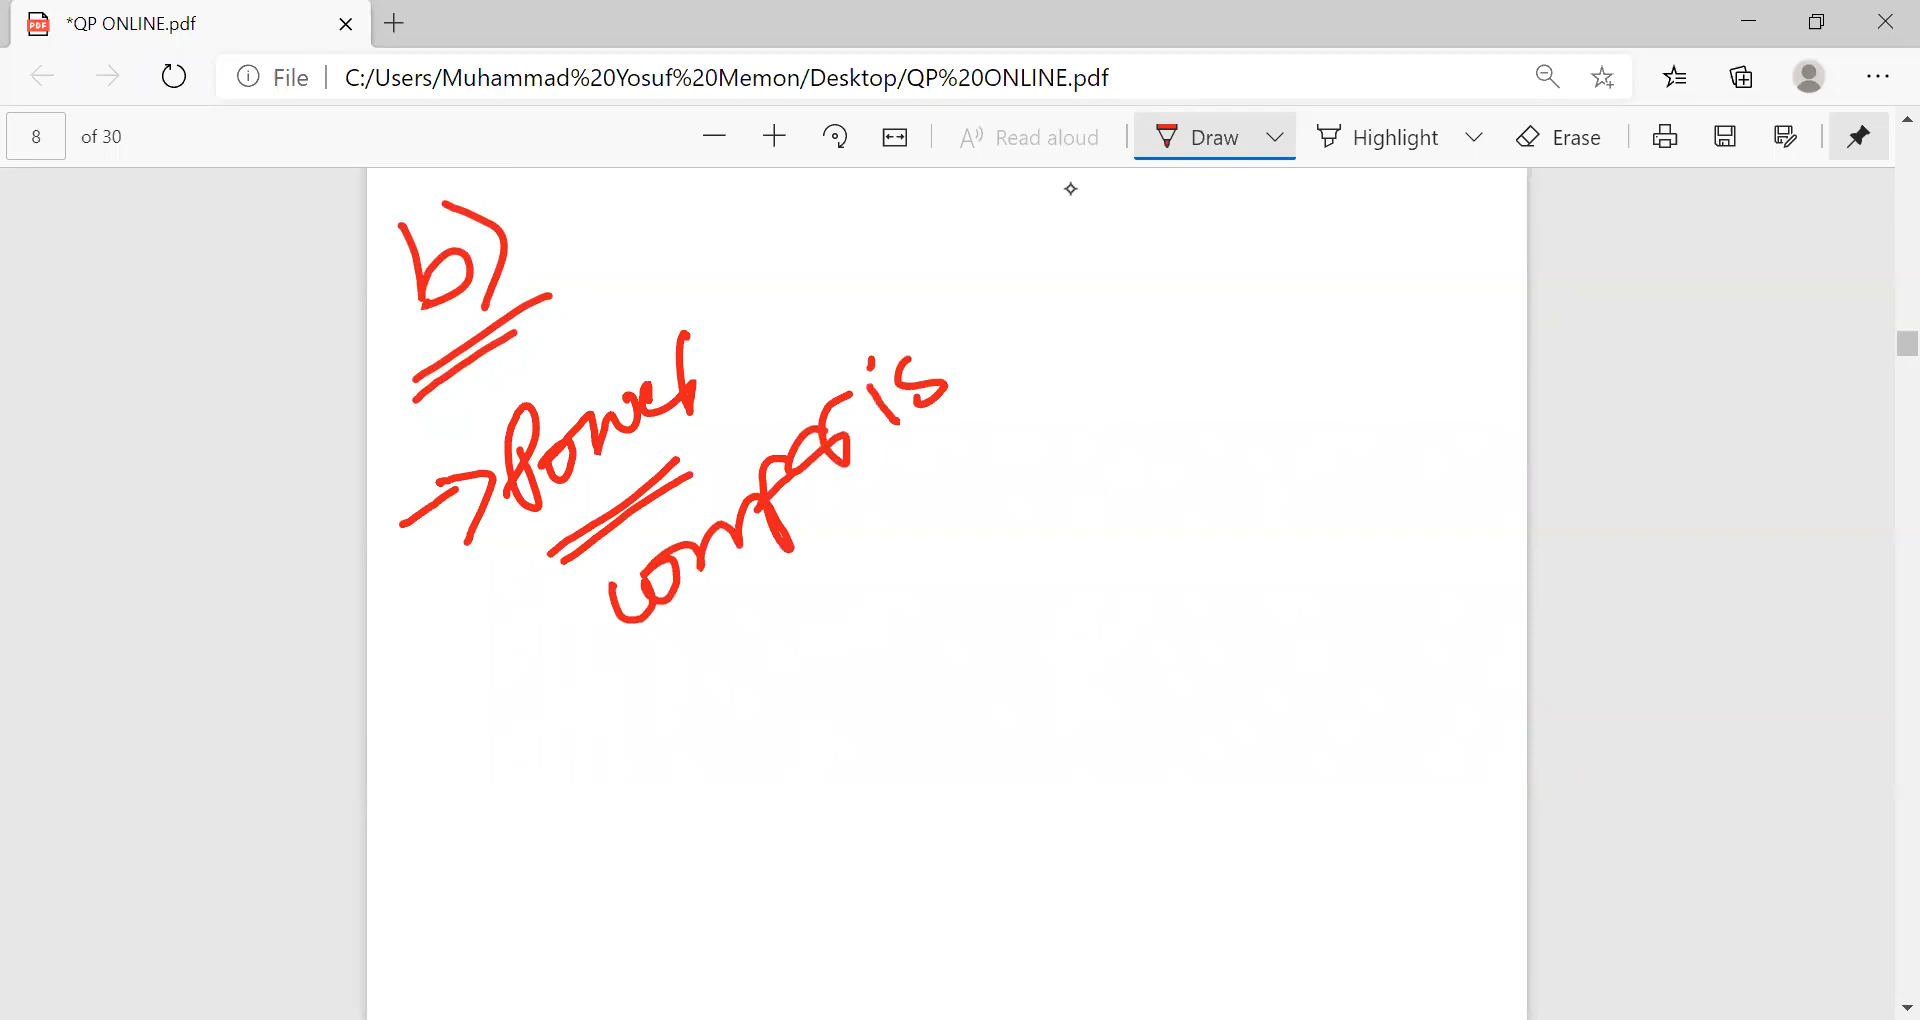 *QP ONLINE.pdf
File | C:/Users/Muhammad%20Yosuf%20Memon/Desktop/QP%20ONLINE.pdf
8 of 30
Read aloud
Draw
Highlight
Erase
b)
→ Power
comparis